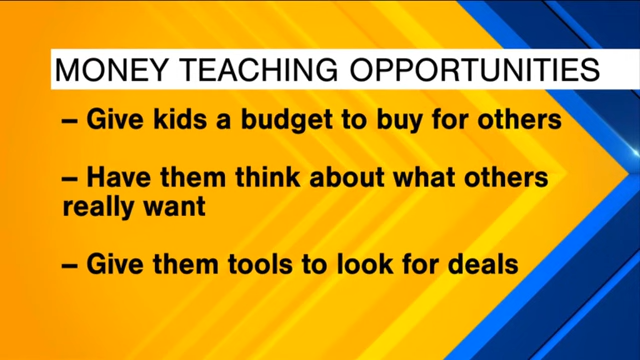 MONEY TEACHING OPPORTUNITIES
– Give kids a budget to buy for others
– Have them think about what others
really want
– Give them tools to look for deals